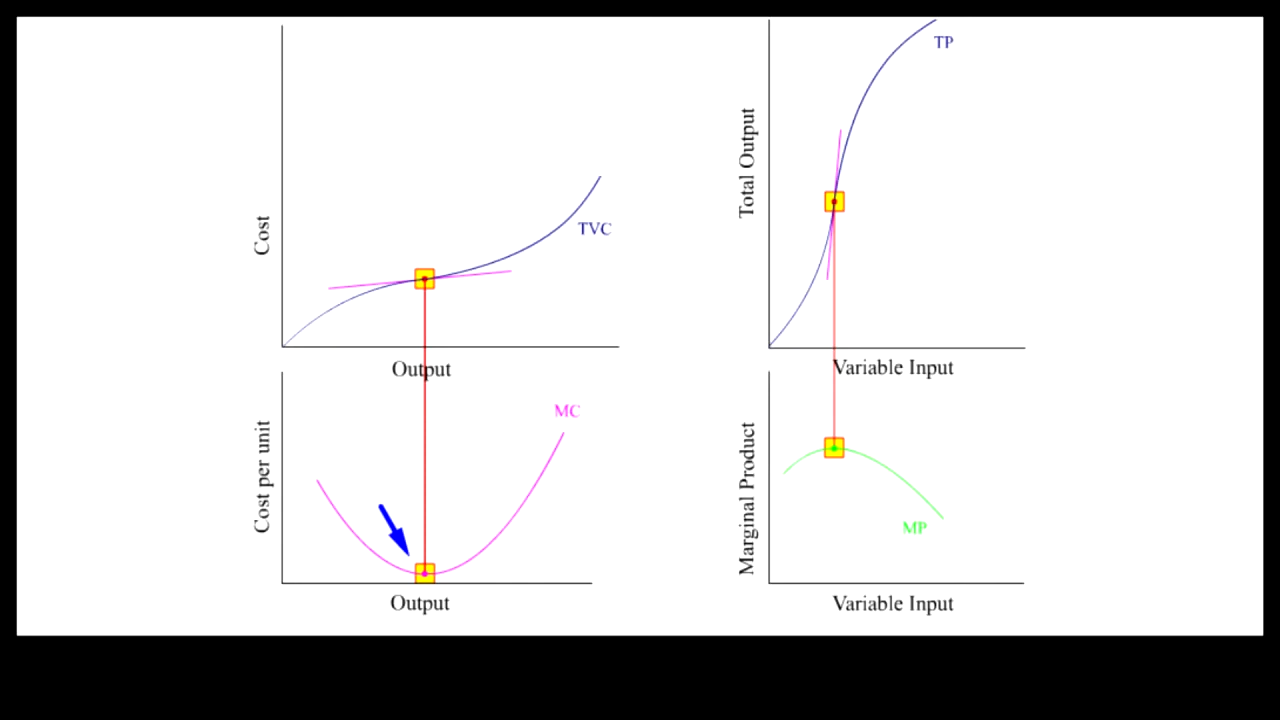 Cost
TVC
Output
Cost per unit
MC
Output
Total Output
TP
Variable Input
Marginal Product
MP
Variable Input